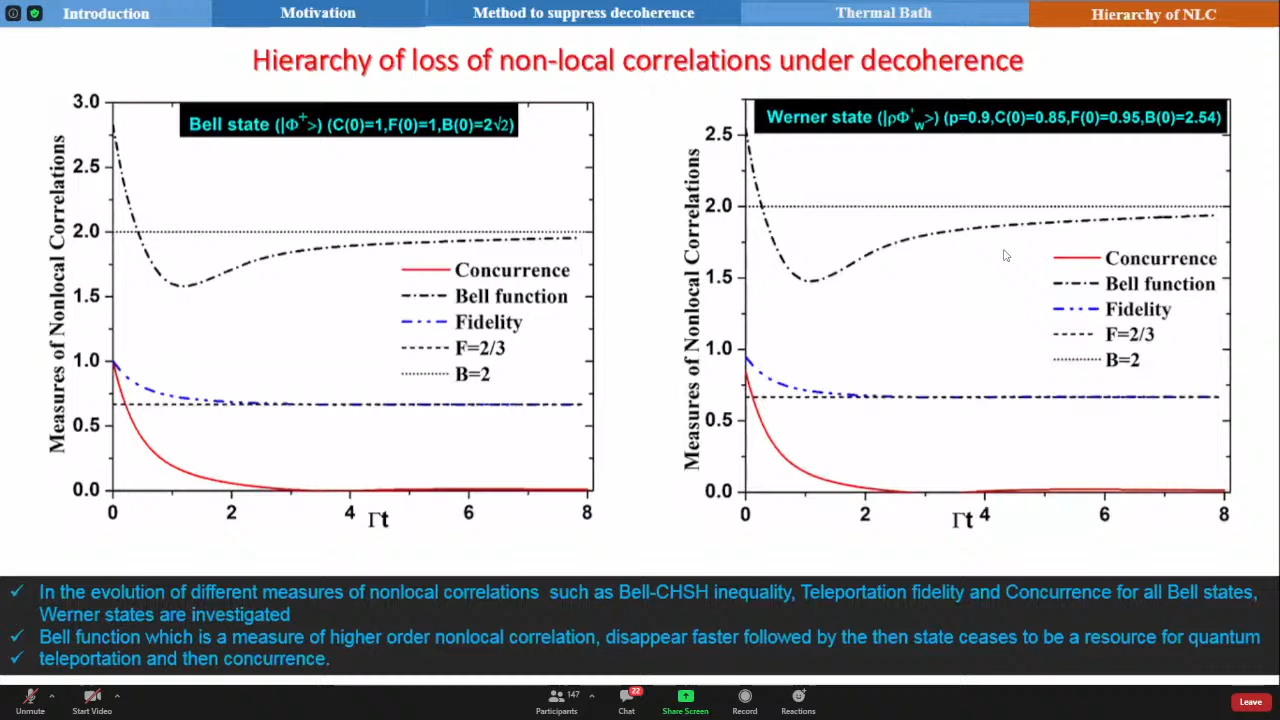 Introduction
Motivation
Method to suppress decoherence
Thermal Bath
Hierarchy of NLC
Hierarchy of loss of non-local correlations under decoherence
Measures of Nonlocal Correlations
3.0
2.5
2.0
1.5
1.0
0.5
0.0
Bell state (|Φ⁺>) (C(0)=1,F(0)=1,B(0)=2√2)
Concurrence
Bell function
Fidelity
F=2/3
B=2
0
2
4
6
8
Γt
Measures of Nonlocal Correlations
2.5
2.0
1.5
1.0
0.5
0.0
Werner state (|ρΦ⁺w>) (p=0.9,C(0)=0.85,F(0)=0.95,B(0)=2.54)
Concurrence
Bell function
Fidelity
F=2/3
B=2
0
2
4
6
8
Γt
✓ In the evolution of different measures of nonlocal correlations such as Bell-CHSH inequality, Teleportation fidelity and Concurrence for all Bell states,
Werner states are investigated
✓ Bell function which is a measure of higher order nonlocal correlation, disappear faster followed by the then state ceases to be a resource for quantum
✓ teleportation and then concurrence.
Unmute
Start Video
147
Participants
22
Chat
Share Screen
Record
Reactions
Leave